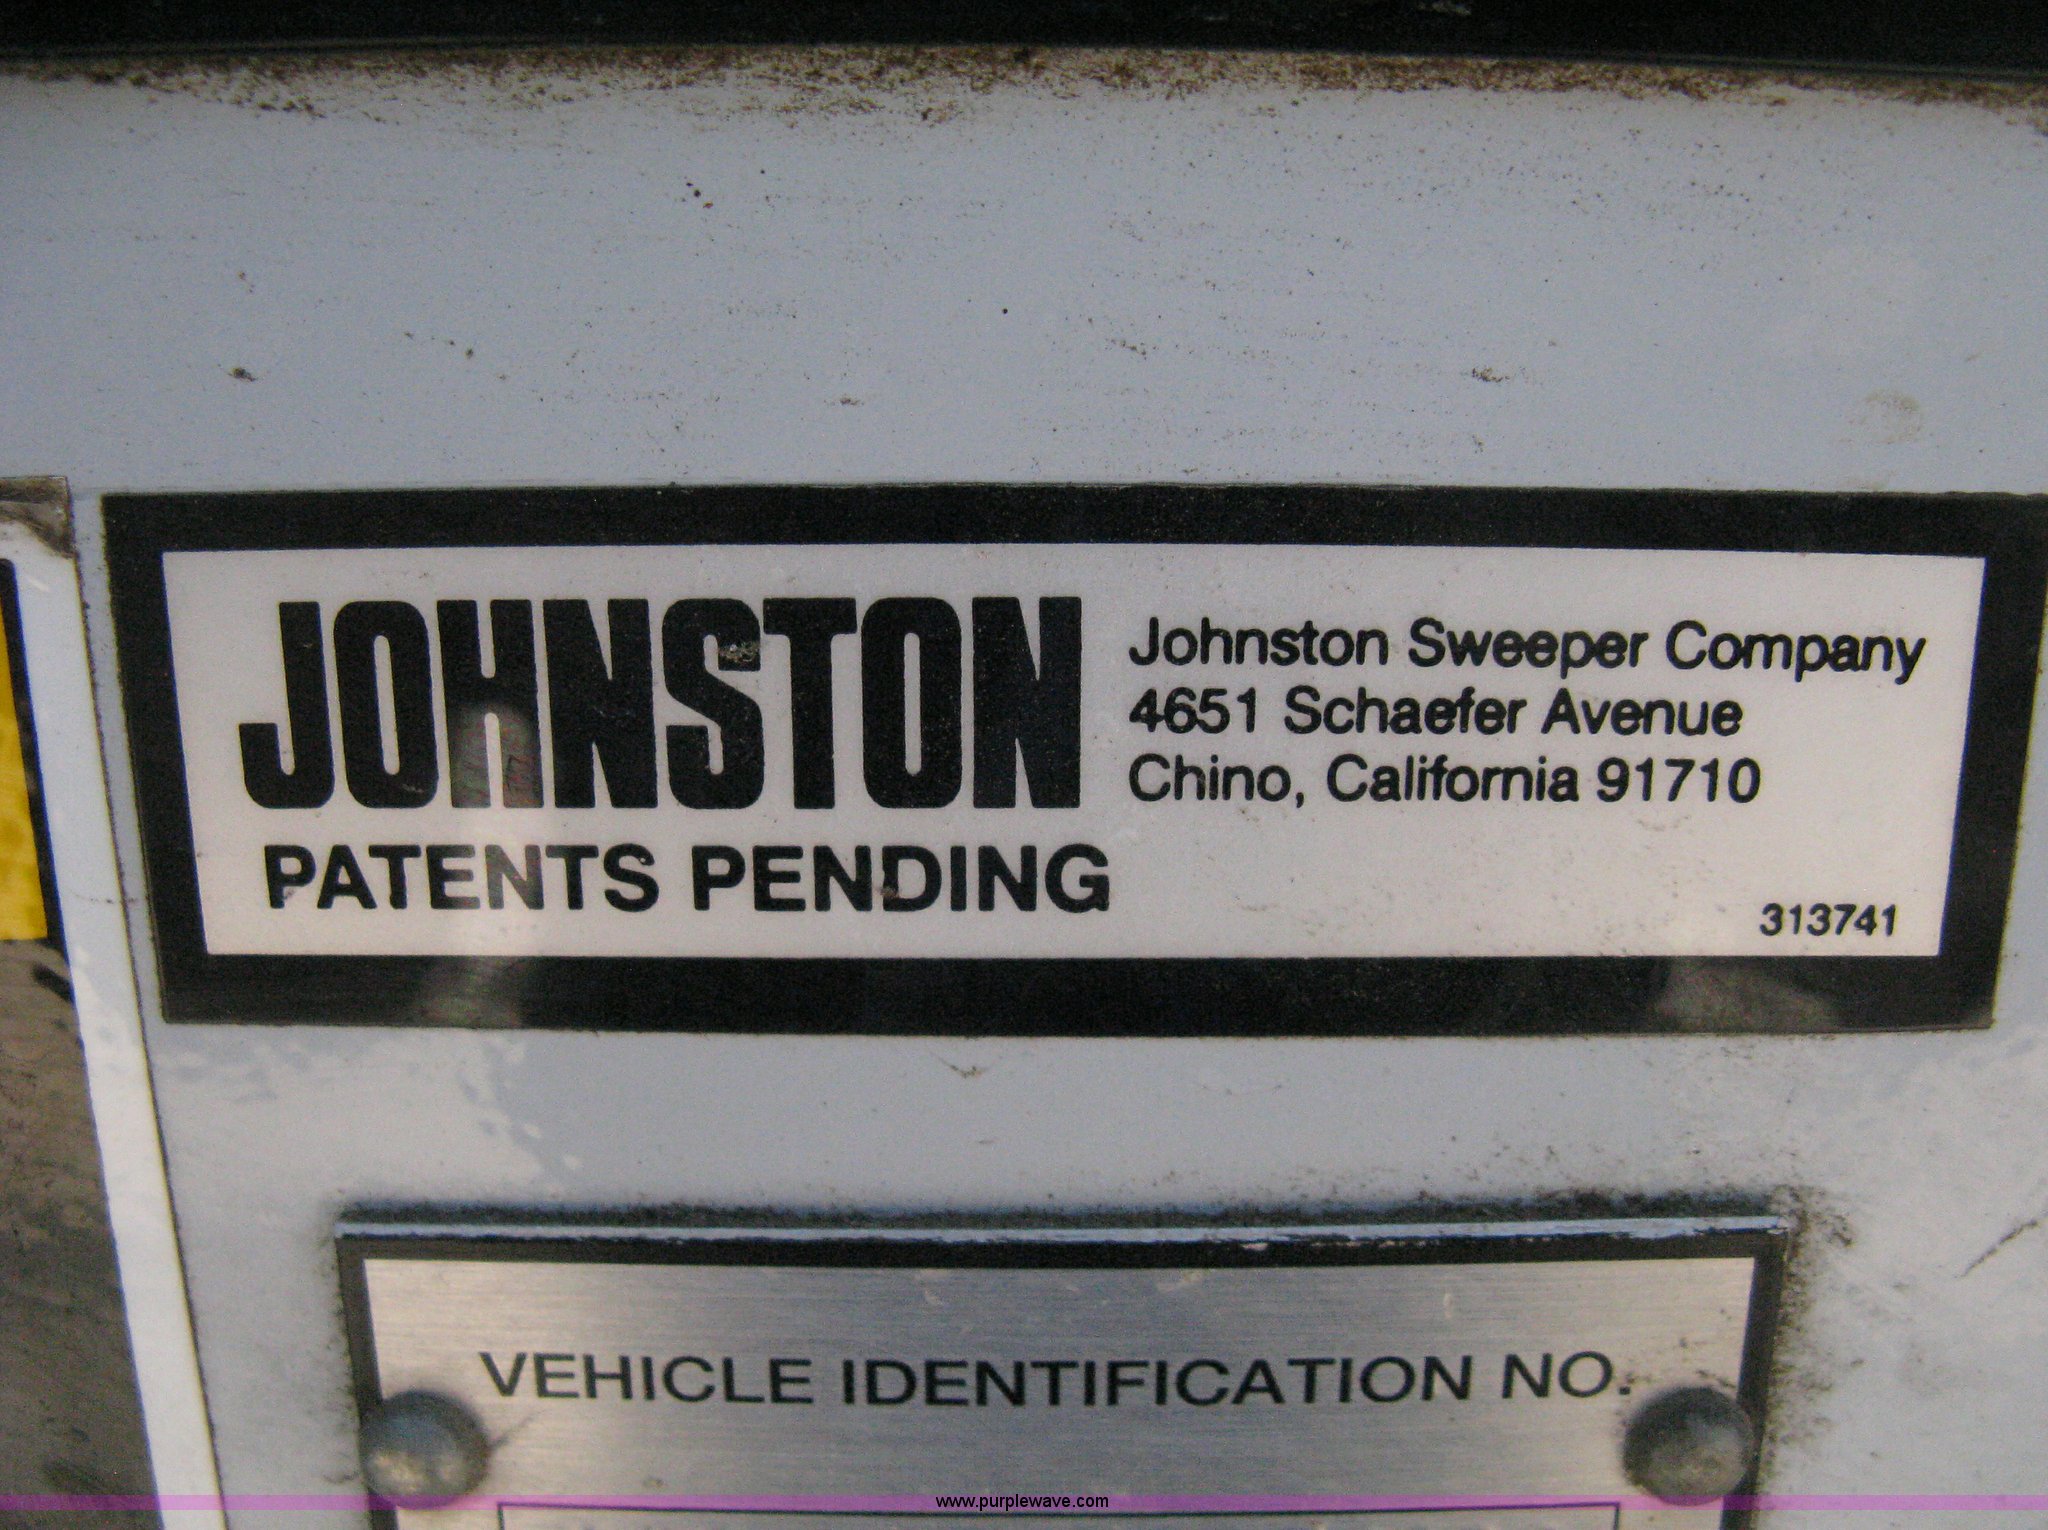 JOHNSTON
PATENTS PENDING
Johnston Sweeper Company
4651 Schaefer Avenue
Chino, California 91710
313741
VEHICLE IDENTIFICATION NO.
www.purplewave.com